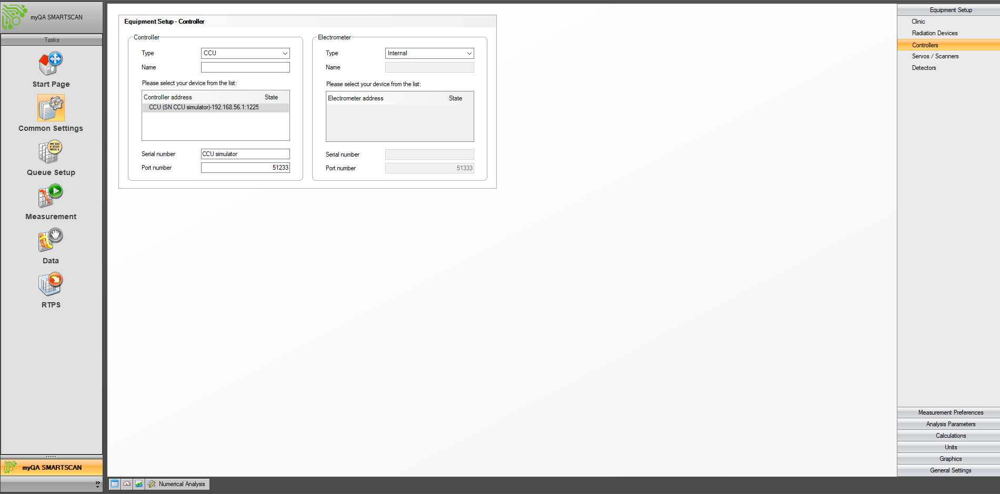 myQA SMARTSCAN
Tasks
Start Page
Common Settings
Queue Setup
Measurement
Data
RTPS
myQA SMARTSCAN
Equipment Setup - Controller
Controller
Type
CCU
Name
Please select your device from the list:
Controller address State
CCU (SN CCU simulator)-192.168.56.1:1225
Serial number
CCU simulator
Port number
51233
Electrometer
Type
Internal
Name
Please select your device from the list:
Electrometer address State
Serial number
Port number
51333
Numerical Analysis
Equipment Setup
Clinic
Radiation Devices
Controllers
Servos / Scanners
Detectors
Measurement Preferences
Analysis Parameters
Calculations
Units
Graphics
General Settings